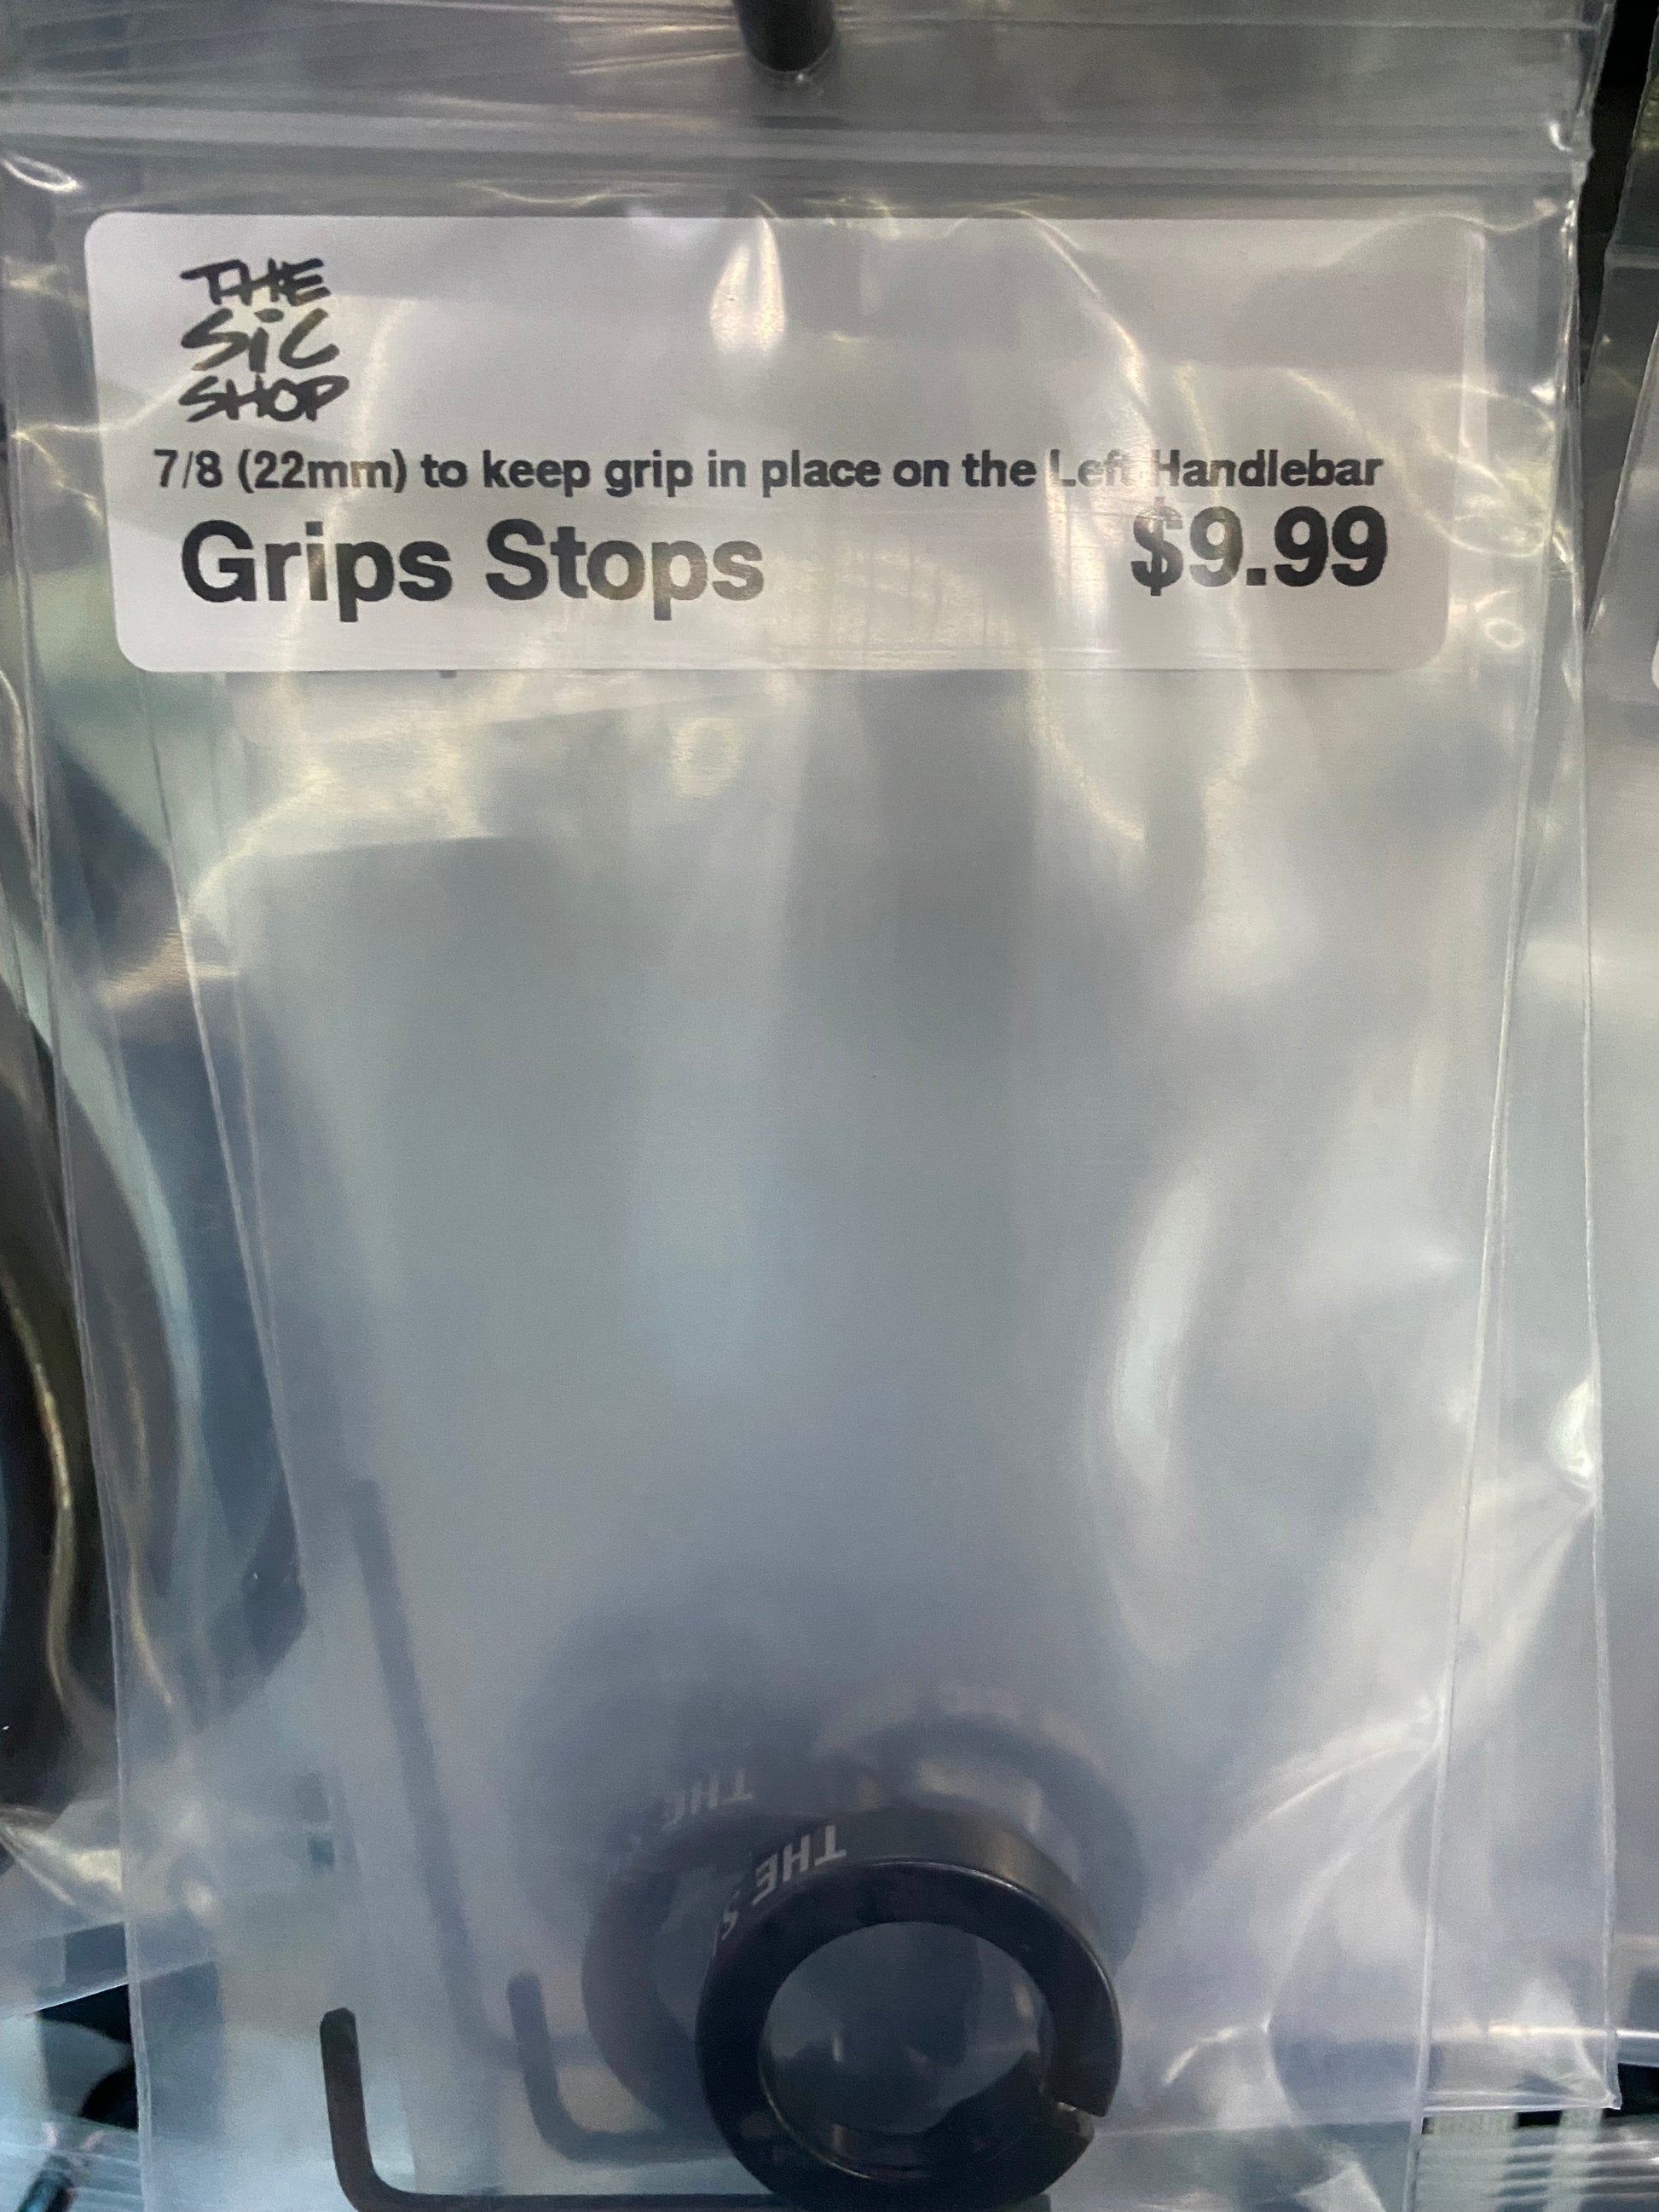 THE
SiC
SHOP
7/8 (22mm) to keep grip in place on the Left Handlebar
Grips Stops $9.99
THE
THE S